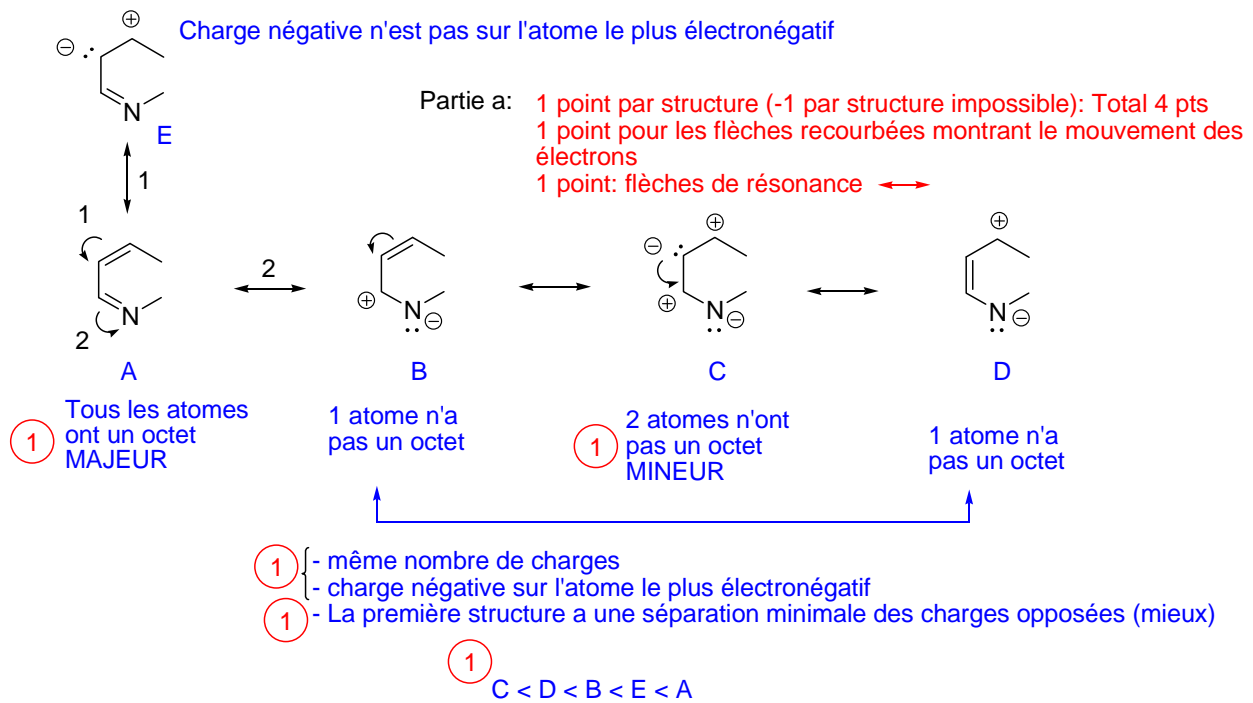 ⊕
Charge négative n'est pas sur l'atome le plus électronégatif
⊖ :
N
E
Partie a:
1 point par structure (-1 par structure impossible): Total 4 pts
1 point pour les flèches recourbées montrant le mouvement des
électrons
1 point: flèches de résonance
1
1
2
N
2
A
⊕
N
⊖
B
⊕
⊖ :
⊕
N
⊖
C
⊕
N
⊖
D
1
Tous les atomes
ont un octet
MAJEUR
1 atome n'a
pas un octet
1
2 atomes n'ont
pas un octet
MINEUR
1 atome n'a
pas un octet
1
- même nombre de charges
- charge négative sur l'atome le plus électronégatif
1
- La première structure a une séparation minimale des charges opposées (mieux)
1
C < D < B < E < A